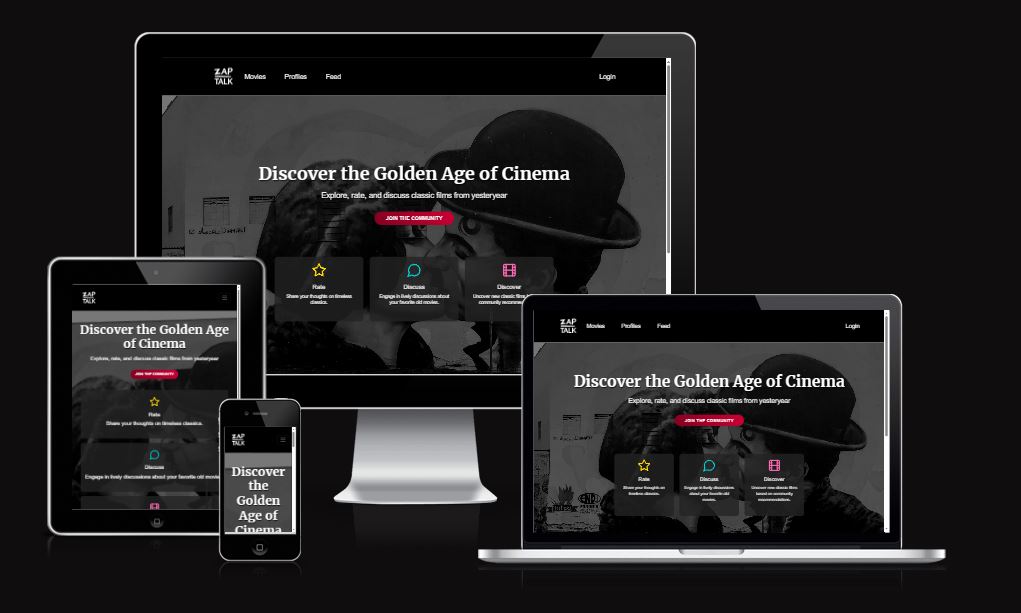 ZAP
TALK
Movies
Profiles
Feed
Login
Discover the Golden Age of Cinema
Explore, rate, and discuss classic films from yesteryear
JOIN THE COMMUNITY
Rate
Share your thoughts on timeless
classics.
Discuss
Engage in lively discussions about
your favorite old movies.
Discover
Uncover new classic films
community
ZAP
TALK
Discover the Golden Age
of Cinema
Explore, rate, and discuss classic films from yesteryear
JOIN THE COMMUNITY
Rate
Share your thoughts on timeless classics.
Discuss
Engage in lively discussions about your favorite old
ZAP
TALK
Discover
the
Golden
Age of
Cinema
ZAP
TALK
Movies
Profiles
Feed
Login
Discover the Golden Age of Cinema
Explore, rate, and discuss classic films from yesteryear
JOIN THE COMMUNITY
Rate
Share your thoughts on
timeless classics.
Discuss
Engage in lively discussions
about your favorite old
movies.
Discover
Uncover new classic films
based on community
recommendations.